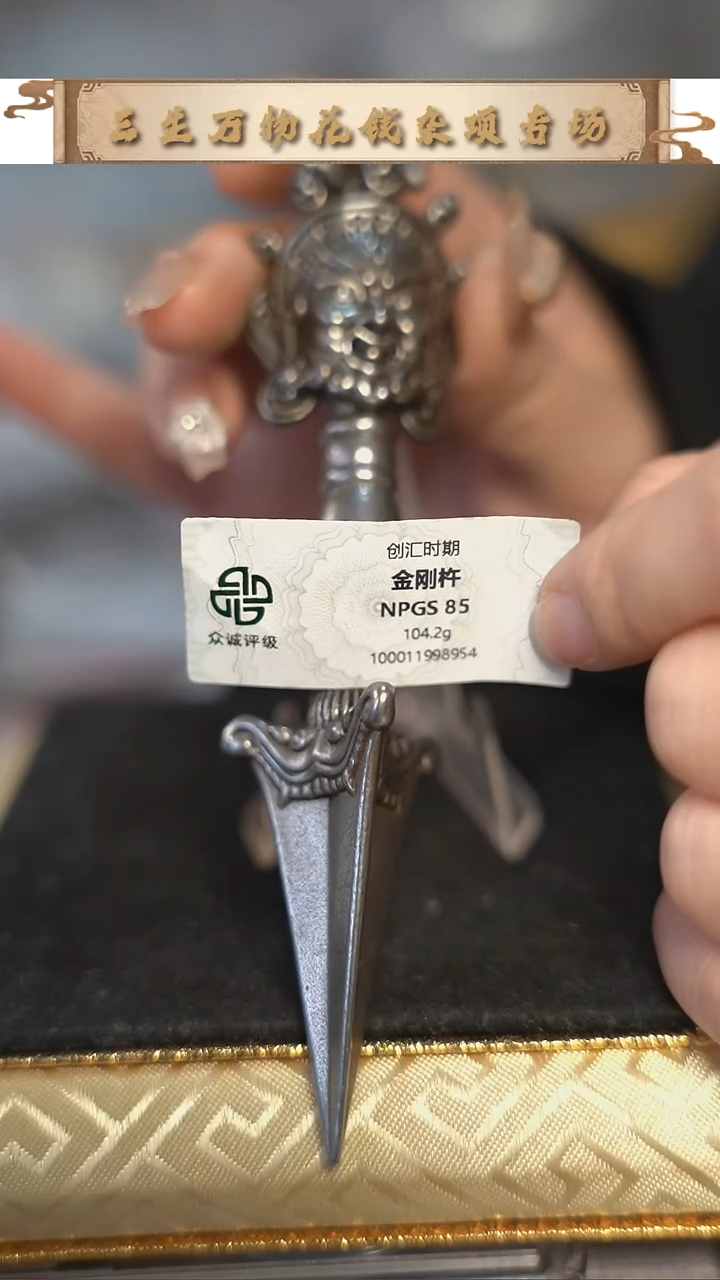 三生万物花钱杂项专场
创汇时期
金刚杵
NPGS 85
104.2g
100011998954
众诚评级